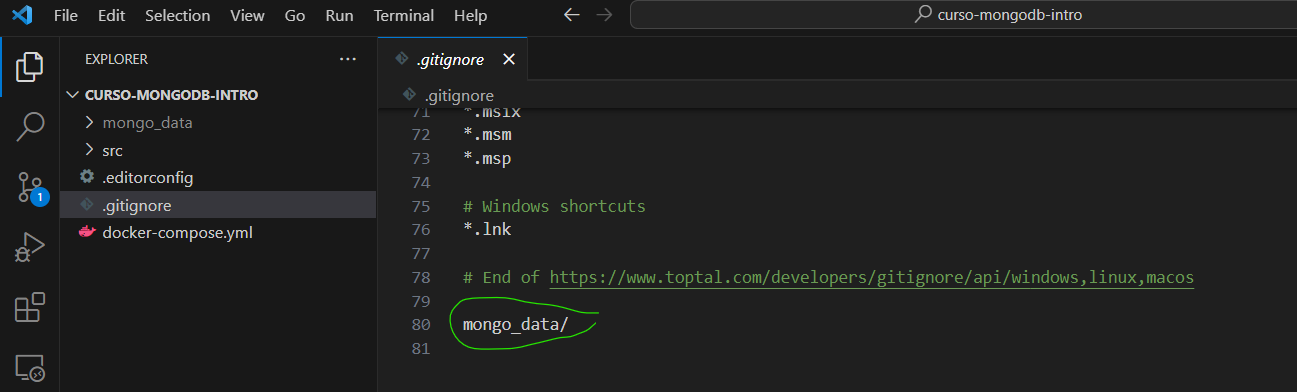 File Edit Selection View Go Run Terminal Help
curso-mongodb-intro
EXPLORER
CURSO-MONGODB-INTRO
mongo_data
src
.editorconfig
.gitignore
docker-compose.yml
1
.gitignore
.gitignore
71 *.msix
72 *.msm
73 *.msp
74
75 # Windows shortcuts
76 *.lnk
77
78 # End of https://www.toptal.com/developers/gitignore/api/windows,linux,macos
79
80 mongo_data/
81